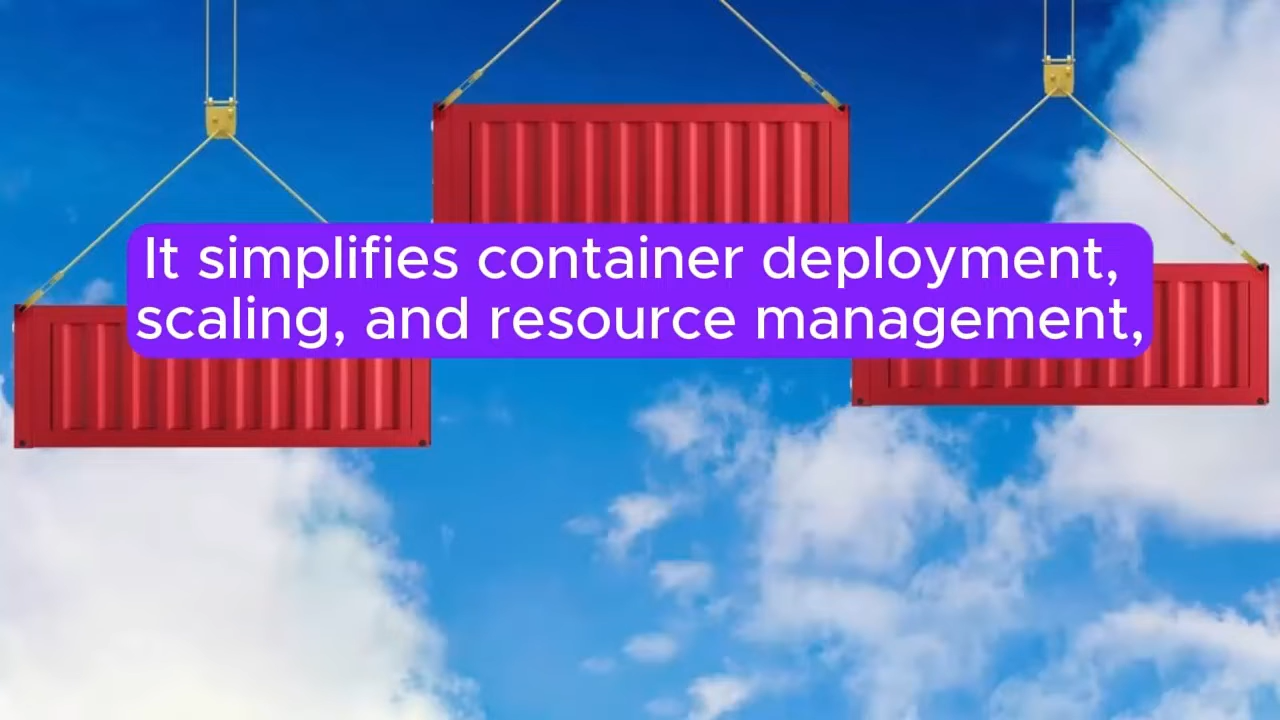 It simplifies container deployment,
scaling, and resource management,